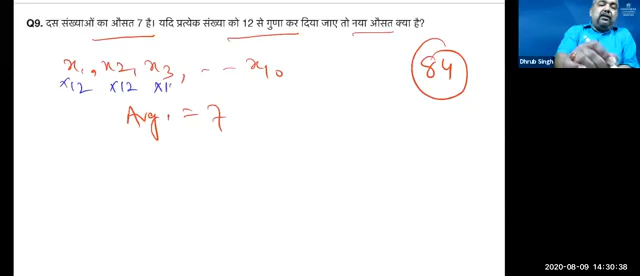 Q9. दस संख्याओं का औसत 7 है। यदि प्रत्येक संख्या को 12 से गुणा कर दिया जाए तो नया औसत क्या है?
x1, x2, x3, - - x10
x12 x12 x1
84
Avg. = 7
Dhrub Singh
2020-08-09 14:30:38